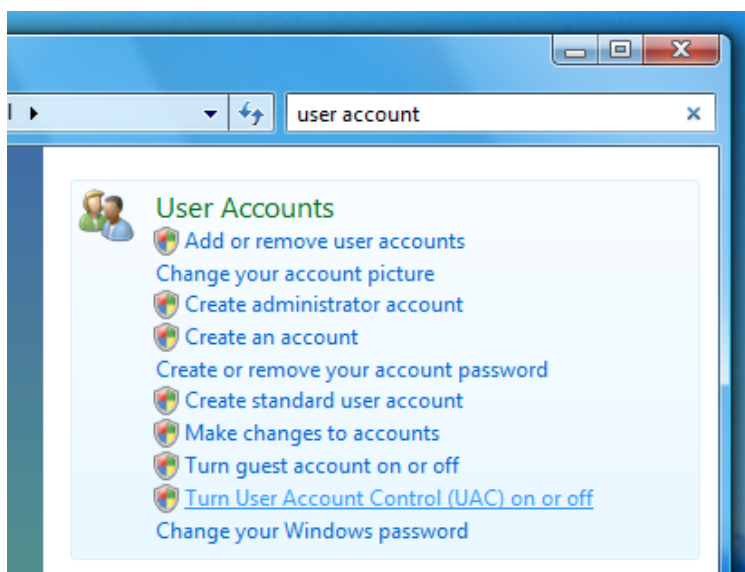 user account
User Accounts
Add or remove user accounts
Change your account picture
Create administrator account
Create an account
Create or remove your account password
Create standard user account
Make changes to accounts
Turn guest account on or off
Turn User Account Control (UAC) on or off
Change your Windows password